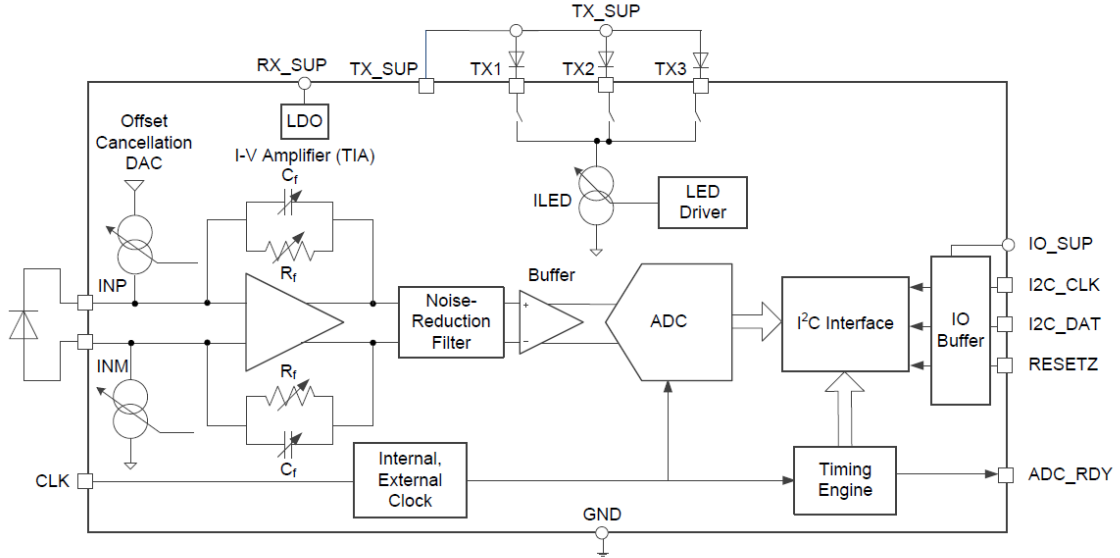 TX_SUP
RX_SUP
TX_SUP
TX1
TX2
TX3
LDO
Offset
Cancellation
DAC
I-V Amplifier (TIA)
Cf
Rf
ILED
LED
Driver
IO_SUP
INP
Buffer
I2C_CLK
Noise-
Reduction
Filter
+
−
ADC
I2C Interface
IO
Buffer
I2C_DAT
RESETZ
INM
Rf
Cf
CLK
Internal,
External
Clock
Timing
Engine
ADC_RDY
GND